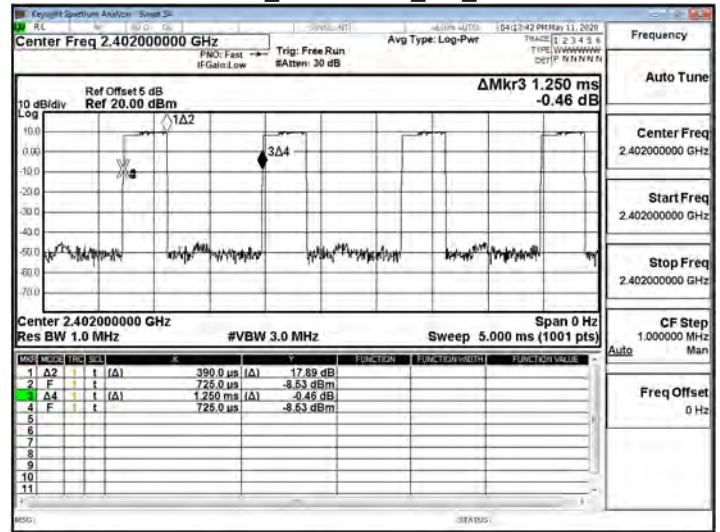 Keysight Spectrum Analyzer - Swept SA
RL
04:13:42 PM May 11, 2020
Center Freq 2.402000000 GHz
PNO: Fast
IFGain:Low
Trig: Free Run
#Atten: 30 dB
Avg Type: Log-Pwr
TRACE 1 2 3 4 5 6
TYPE WWWWWW
DET P N N N N N
Frequency
Auto Tune
Ref Offset 5 dB
10 dB/div Ref 20.00 dBm
ΔMkr3 1.250 ms
-0.46 dB
Log
10.0
0.00
-10.0
-20.0
-30.0
-40.0
-50.0
-60.0
-70.0
1Δ2
3Δ4
Center Freq
2.402000000 GHz
Start Freq
2.402000000 GHz
Stop Freq
2.402000000 GHz
Center 2.402000000 GHz
Res BW 1.0 MHz
#VBW 3.0 MHz
Span 0 Hz
Sweep 5.000 ms (1001 pts)
CF Step
1.000000 MHz
Auto Man
MKR MODE TRC SCL X Y FUNCTION FUNCTION WIDTH FUNCTION VALUE
1 Δ2 1 t (Δ) 390.0 µs (Δ) 17.89 dB
2 F 1 t 725.0 µs -8.53 dBm
3 Δ4 1 t (Δ) 1.250 ms (Δ) -0.46 dB
4 F 1 t 725.0 µs -8.53 dBm
5
6
7
8
9
10
11
Freq Offset
0 Hz
MSG
STATUS